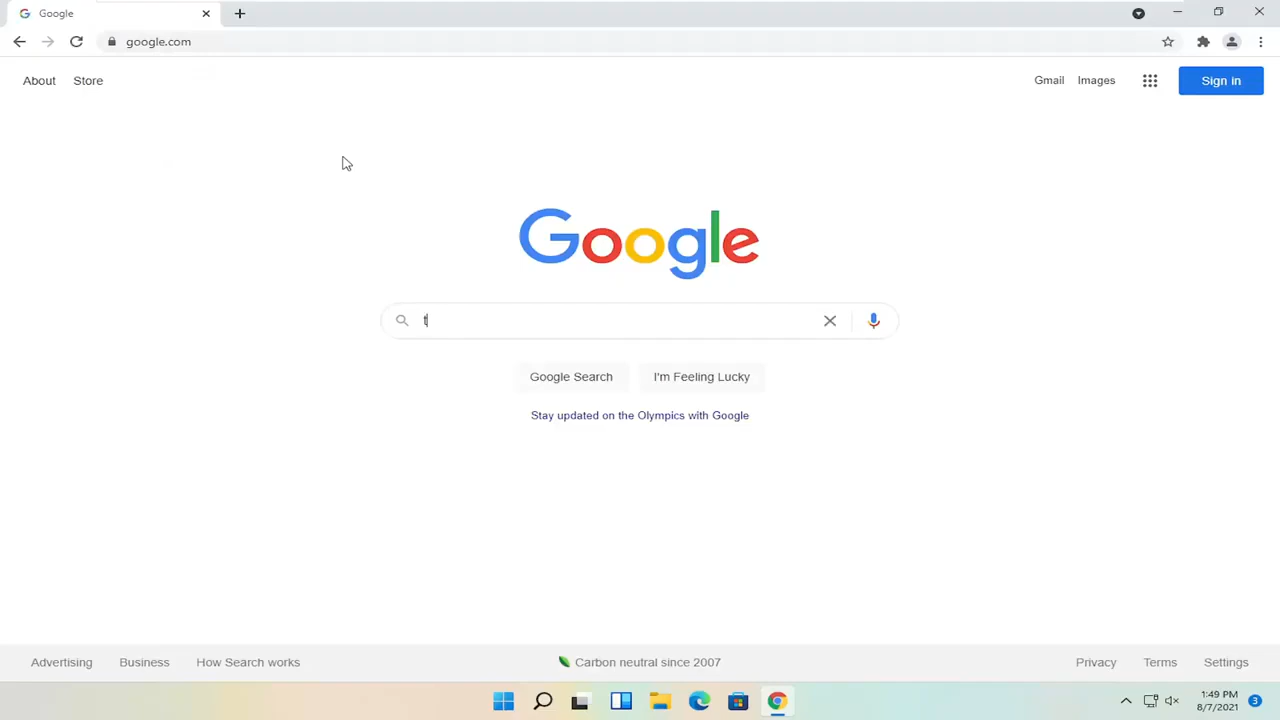 Google
google.com
About Store Gmail Images Sign in
Google
t
Google Search I'm Feeling Lucky
Stay updated on the Olympics with Google
Advertising Business How Search works Carbon neutral since 2007 Privacy Terms Settings
1:49 PM
8/7/2021
3